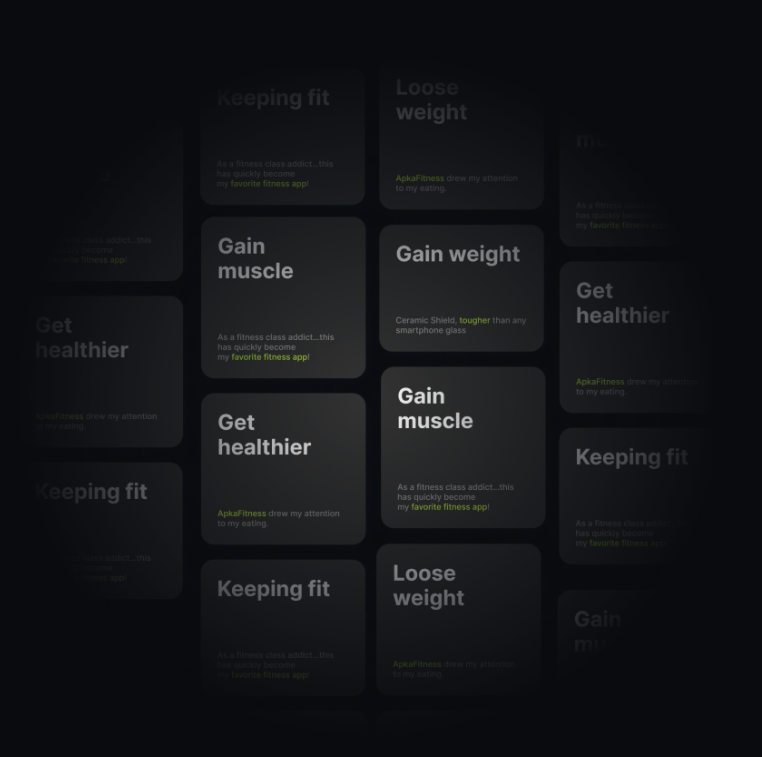 As a fitness class addict...this
has quickly become
my favorite fitness app!
Get
healthier
ApkaFitness drew my attention
to my eating.
Keeping fit
Keeping fit
As a fitness class addict...this
has quickly become
my favorite fitness app!
Gain
muscle
As a fitness class addict...this
has quickly become
my favorite fitness app!
Get
healthier
ApkaFitness drew my attention
to my eating.
Keeping fit
As a fitness class addict...this
has quickly become
my favorite fitness app!
Loose
weight
ApkaFitness drew my attention
to my eating.
Gain weight
Ceramic Shield, tougher than any
smartphone glass
Gain
muscle
As a fitness class addict...this
has quickly become
my favorite fitness app!
Loose
weight
ApkaFitness drew my attention
to my eating.
As a fitness
has quickly become
my favorite fitness app
Get
healthier
ApkaFitness drew my attention
to my eating.
Keeping fit
As a fitness class addict
has quickly become
my favorite fitness app
Gain